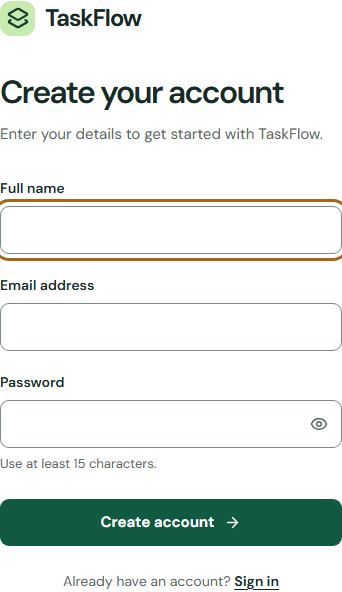 TaskFlow
Create your account
Enter your details to get started with TaskFlow.
Full name
Email address
Password
Use at least 15 characters.
Create account
Already have an account? Sign in